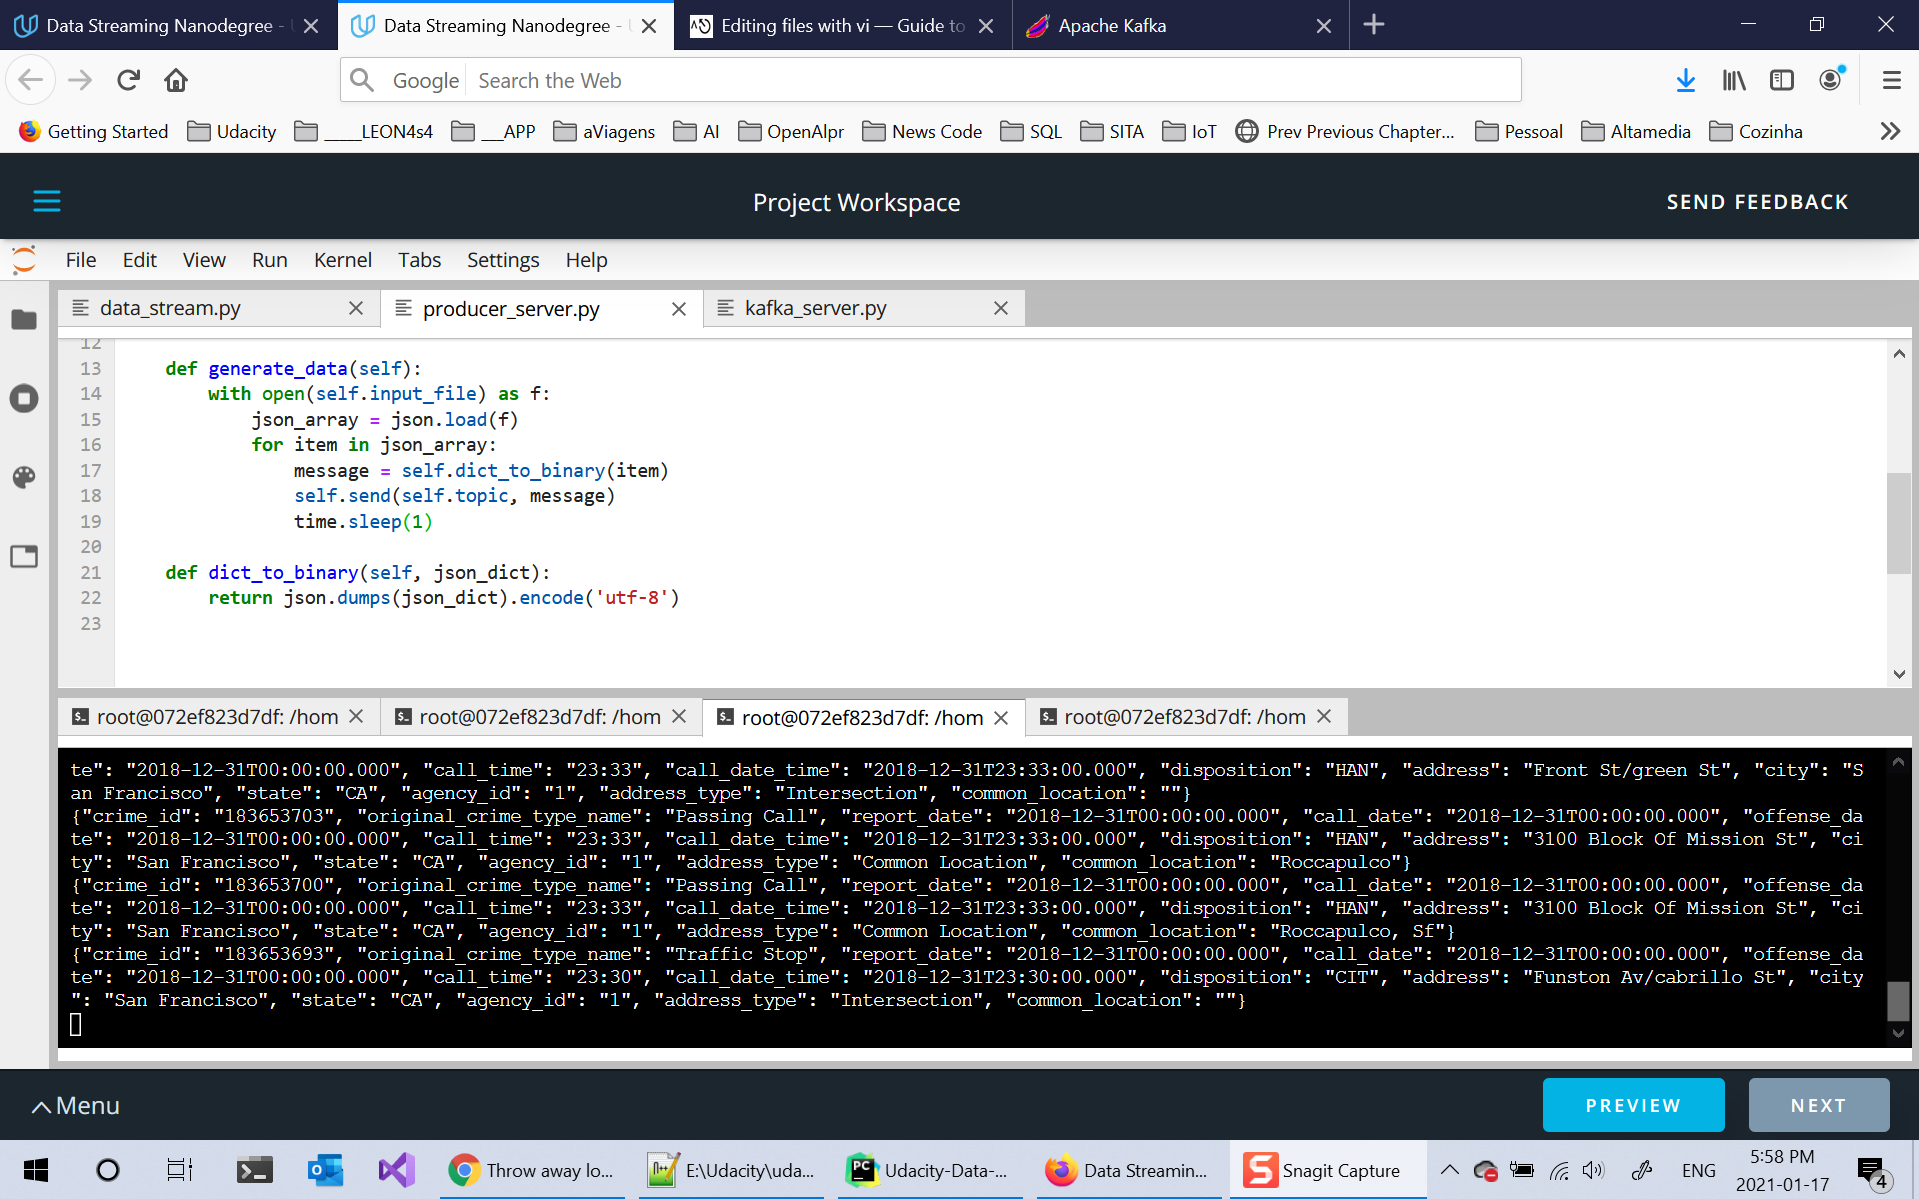 Data Streaming Nanodegree -
Data Streaming Nanodegree -
Editing files with vi — Guide to
Apache Kafka
Google
Search the Web
Getting Started
Udacity
____LEON4s4
__APP
aViagens
AI
OpenAlpr
News Code
SQL
SITA
IoT
Prev Previous Chapter...
Pessoal
Altamedia
Cozinha
Project Workspace
SEND FEEDBACK
File Edit View Run Kernel Tabs Settings Help
data_stream.py
producer_server.py
kafka_server.py
12
13 def generate_data(self):
14 with open(self.input_file) as f:
15 json_array = json.load(f)
16 for item in json_array:
17 message = self.dict_to_binary(item)
18 self.send(self.topic, message)
19 time.sleep(1)
20
21 def dict_to_binary(self, json_dict):
22 return json.dumps(json_dict).encode('utf-8')
23
root@072ef823d7df: /hom
root@072ef823d7df: /hom
root@072ef823d7df: /hom
root@072ef823d7df: /hom
te": "2018-12-31T00:00:00.000", "call_time": "23:33", "call_date_time": "2018-12-31T23:33:00.000", "disposition": "HAN", "address": "Front St/green St", "city": "S
an Francisco", "state": "CA", "agency_id": "1", "address_type": "Intersection", "common_location": ""}
{"crime_id": "183653703", "original_crime_type_name": "Passing Call", "report_date": "2018-12-31T00:00:00.000", "call_date": "2018-12-31T00:00:00.000", "offense_da
te": "2018-12-31T00:00:00.000", "call_time": "23:33", "call_date_time": "2018-12-31T23:33:00.000", "disposition": "HAN", "address": "3100 Block Of Mission St", "ci
ty": "San Francisco", "state": "CA", "agency_id": "1", "address_type": "Common Location", "common_location": "Roccapulco"}
{"crime_id": "183653700", "original_crime_type_name": "Passing Call", "report_date": "2018-12-31T00:00:00.000", "call_date": "2018-12-31T00:00:00.000", "offense_da
te": "2018-12-31T00:00:00.000", "call_time": "23:33", "call_date_time": "2018-12-31T23:33:00.000", "disposition": "HAN", "address": "3100 Block Of Mission St", "ci
ty": "San Francisco", "state": "CA", "agency_id": "1", "address_type": "Common Location", "common_location": "Roccapulco, Sf"}
{"crime_id": "183653693", "original_crime_type_name": "Traffic Stop", "report_date": "2018-12-31T00:00:00.000", "call_date": "2018-12-31T00:00:00.000", "offense_da
te": "2018-12-31T00:00:00.000", "call_time": "23:30", "call_date_time": "2018-12-31T23:30:00.000", "disposition": "CIT", "address": "Funston Av/cabrillo St", "city
": "San Francisco", "state": "CA", "agency_id": "1", "address_type": "Intersection", "common_location": ""}
Menu
PREVIEW
NEXT
Throw away lo...
E:\Udacity\uda...
Udacity-Data-...
Data Streamin...
Snagit Capture
ENG
5:58 PM
2021-01-17
4